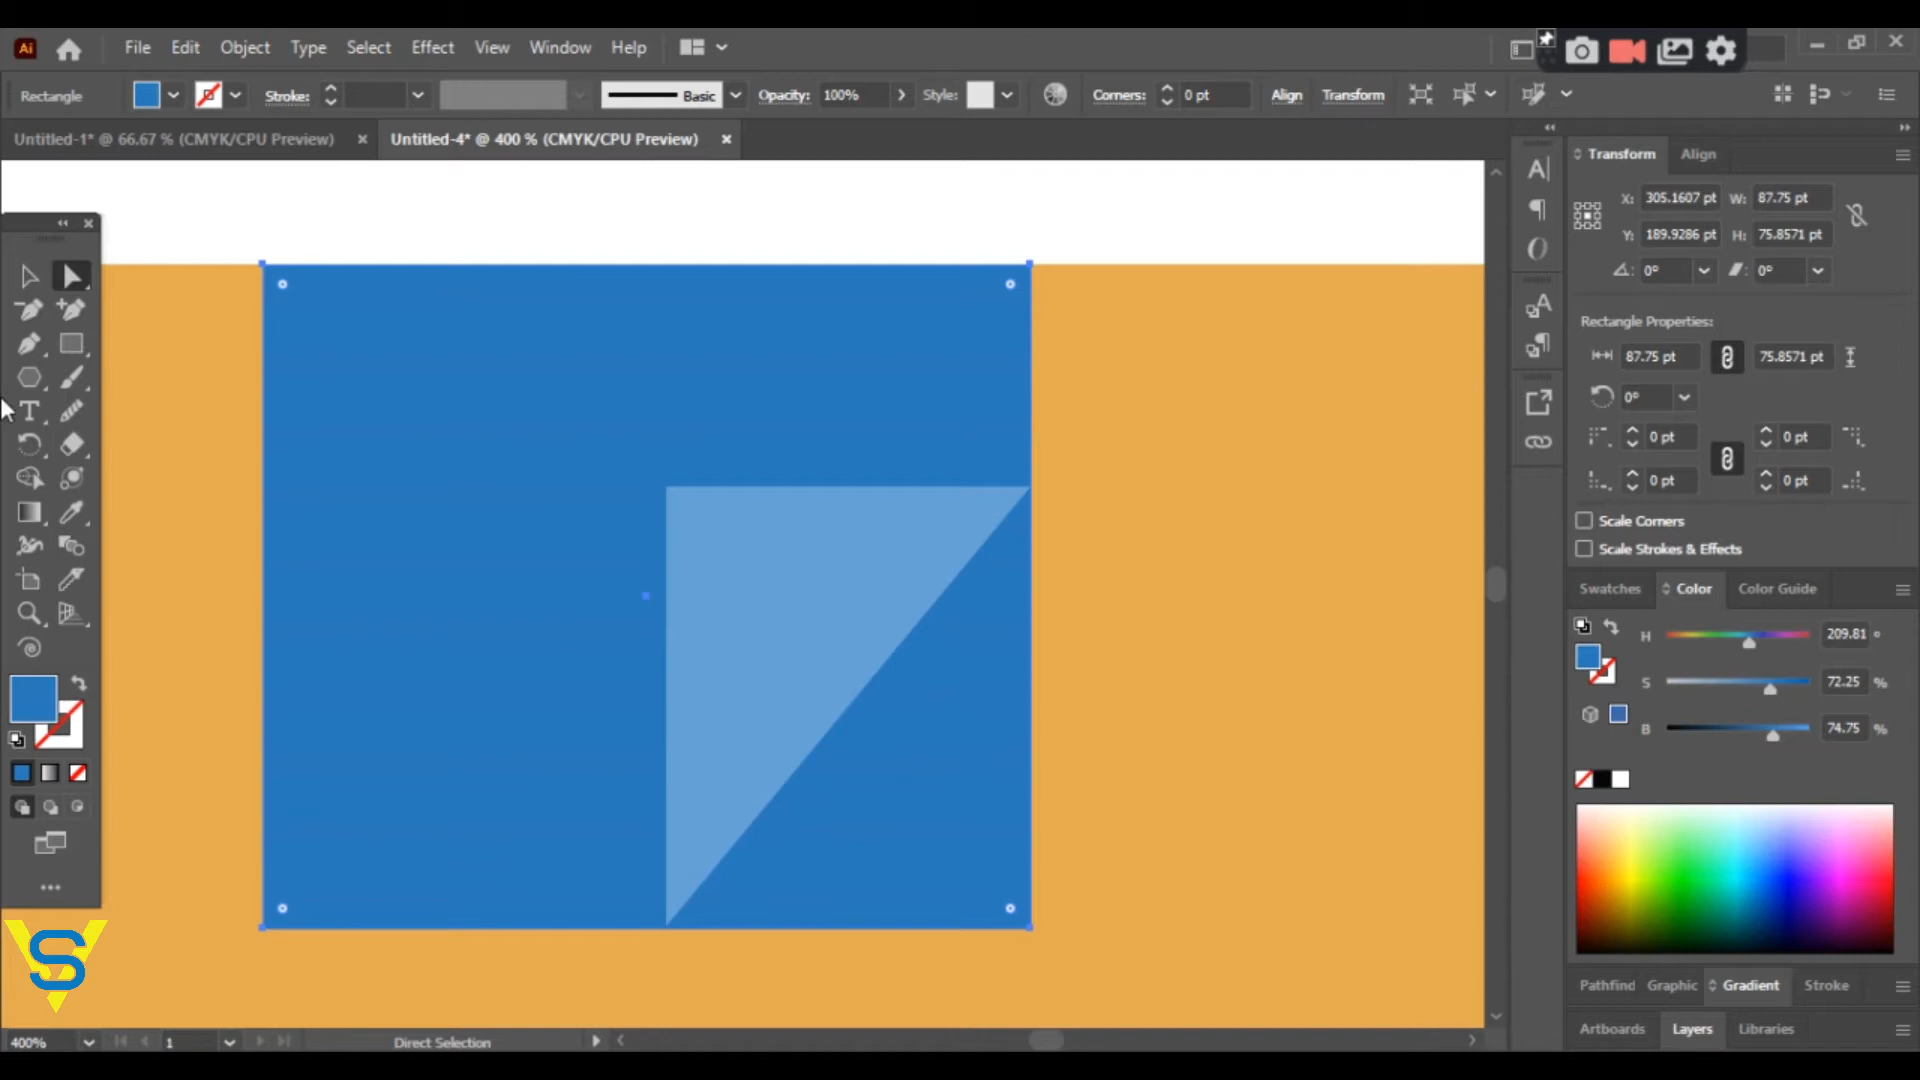 Ai File Edit Object Type Select Effect View Window Help
Rectangle Stroke: Basic Opacity: 100% Style: Corners: 0 pt Align Transform
Untitled-1* @ 66.67 % (CMYK/CPU Preview) × Untitled-4* @ 400 % (CMYK/CPU Preview) ×
Transform Align
X: 305.1607 pt W: 87.75 pt
Y: 189.9286 pt H: 75.8571 pt
0° 0°
Rectangle Properties:
87.75 pt 75.8571 pt
0°
0 pt 0 pt
0 pt 0 pt
Scale Corners
Scale Strokes & Effects
Swatches Color Color Guide
H 209.81 °
S 72.25 %
B 74.75 %
Pathfind Graphic Gradient Stroke
Artboards Layers Libraries
VS
400% 1 Direct Selection